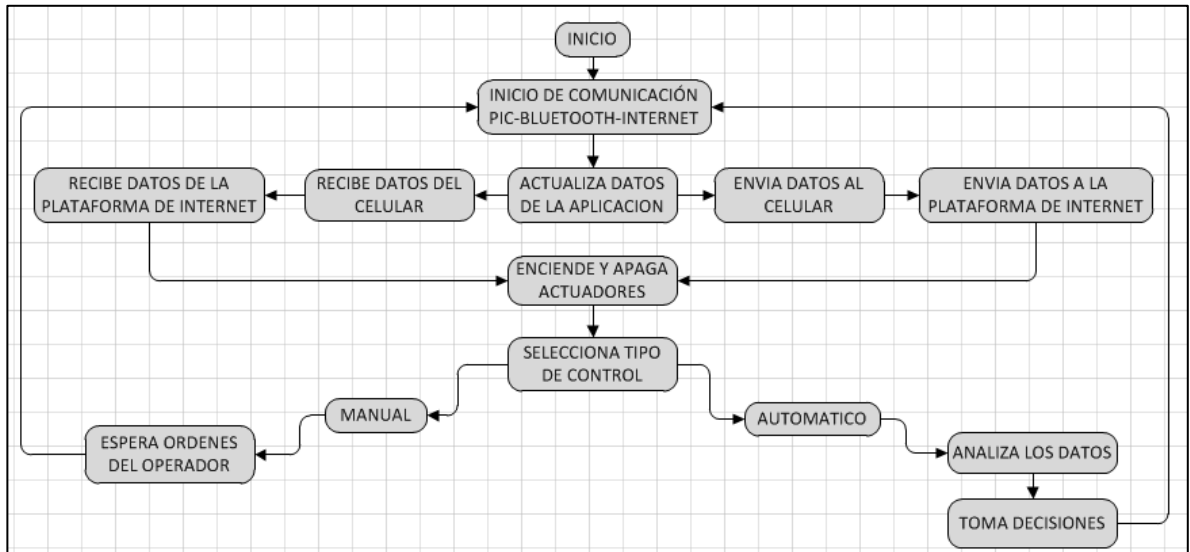 INICIO
INICIO DE COMUNICACIÓN
PIC-BLUETOOTH-INTERNET
RECIBE DATOS DE LA
PLATAFORMA DE INTERNET
RECIBE DATOS DEL
CELULAR
ACTUALIZA DATOS
DE LA APLICACION
ENVIA DATOS AL
CELULAR
ENVIA DATOS A LA
PLATAFORMA DE INTERNET
ENCIENDE Y APAGA
ACTUADORES
SELECCIONA TIPO
DE CONTROL
MANUAL
AUTOMATICO
ESPERA ORDENES
DEL OPERADOR
ANALIZA LOS DATOS
TOMA DECISIONES